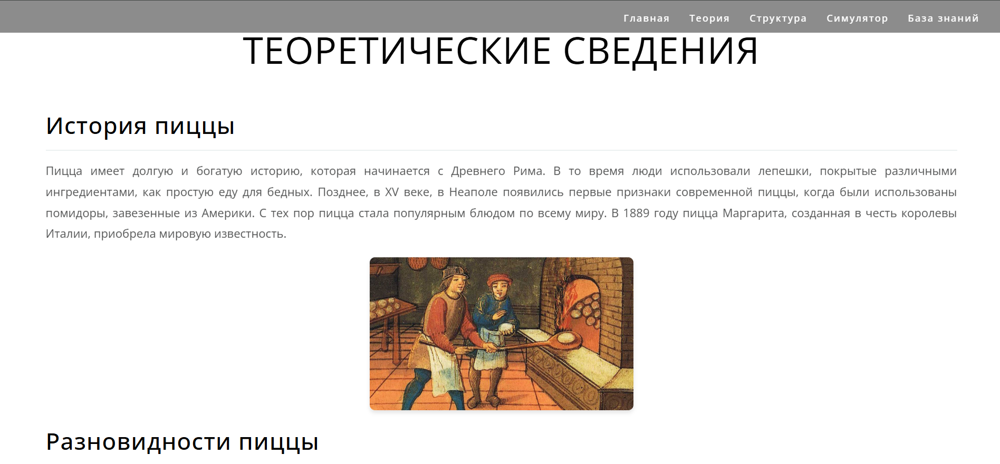 Главная Теория Структура Симулятор База знаний
ТЕОРЕТИЧЕСКИЕ СВЕДЕНИЯ
История пиццы
Пицца имеет долгую и богатую историю, которая начинается с Древнего Рима. В то время люди использовали лепешки, покрытые различными
ингредиентами, как простую еду для бедных. Позднее, в XV веке, в Неаполе появились первые признаки современной пиццы, когда были использованы
помидоры, завезенные из Америки. С тех пор пицца стала популярным блюдом по всему миру. В 1889 году пицца Маргарита, созданная в честь королевы
Италии, приобрела мировую известность.
Разновидности пиццы